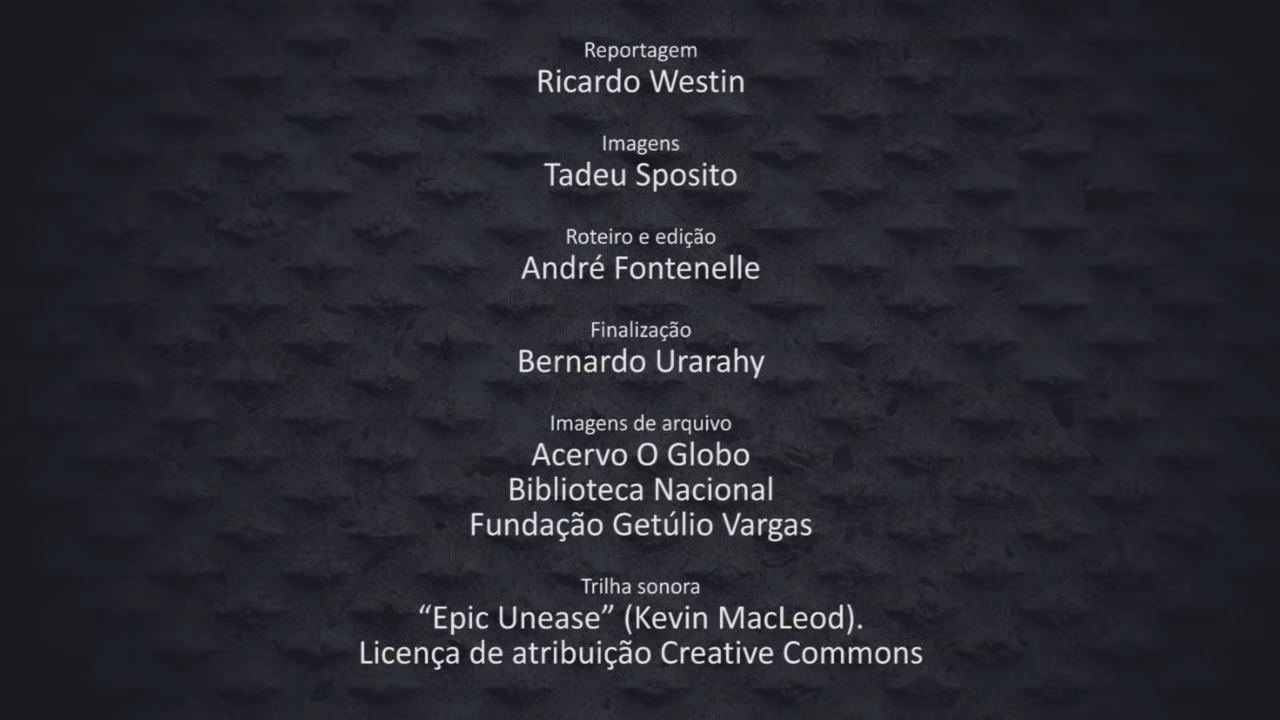 Reportagem
Ricardo Westin
Imagens
Tadeu Sposito
Roteiro e edição
André Fontenelle
Finalização
Bernardo Urarahy
Imagens de arquivo
Acervo O Globo
Biblioteca Nacional
Fundação Getúlio Vargas
Trilha sonora
“Epic Unease” (Kevin MacLeod).
Licença de atribuição Creative Commons